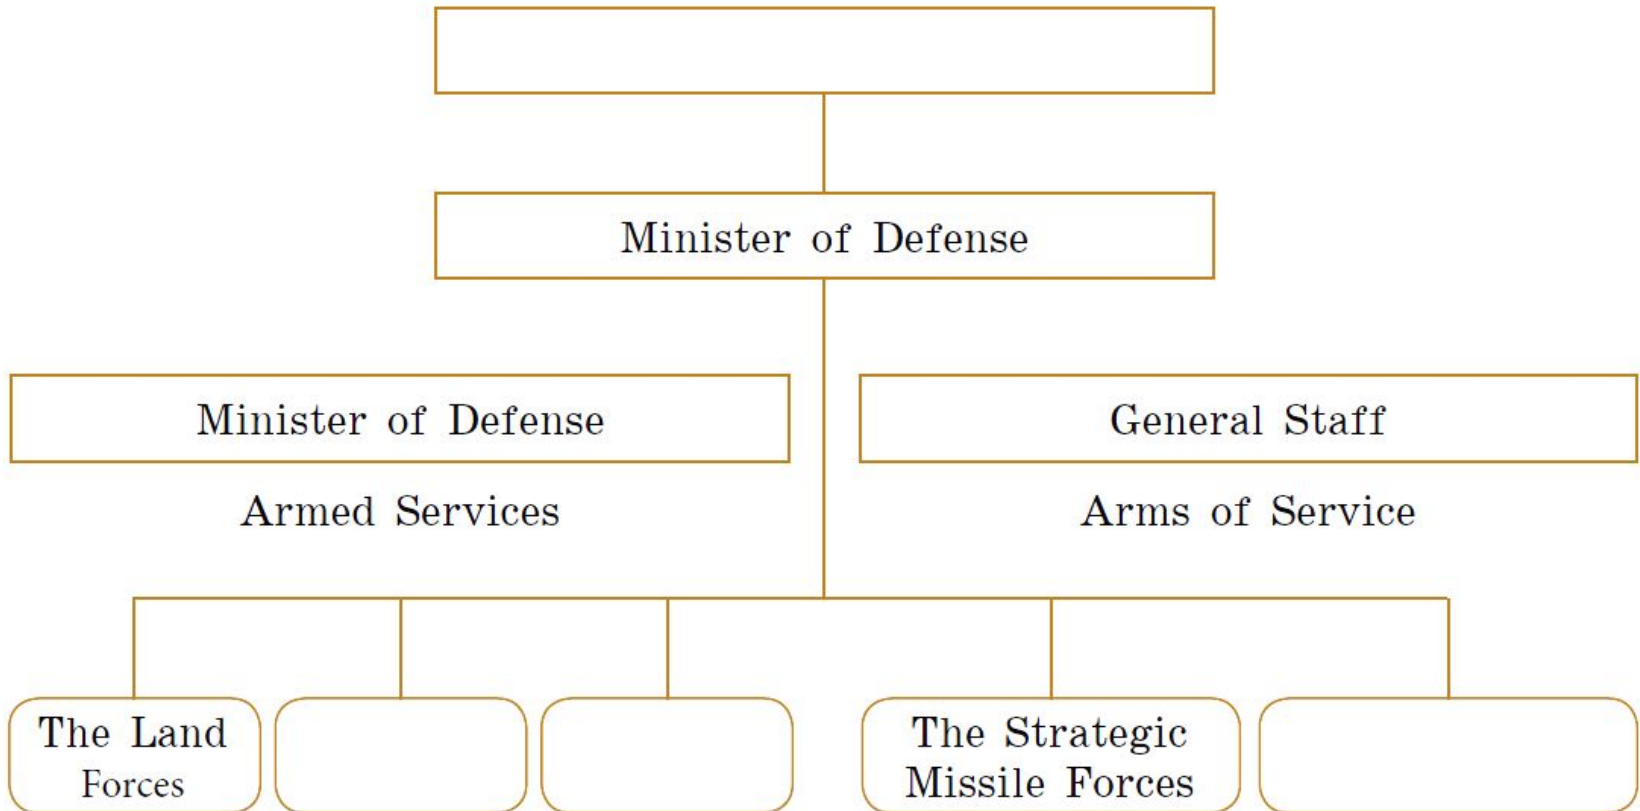 Minister of Defense
Minister of Defense
General Staff
Armed Services
Arms of Service
The Land
Forces
The Strategic
Missile Forces